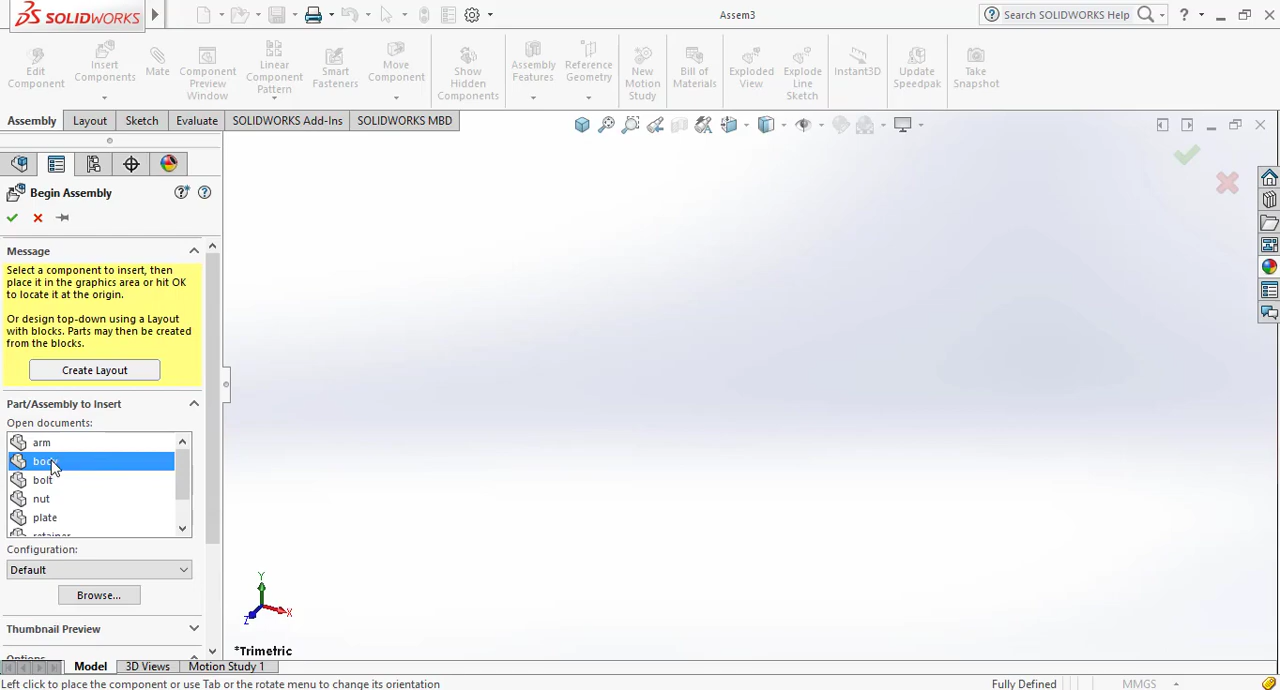 SOLIDWORKS
Assem3
Search SOLIDWORKS Help
Edit Component
Insert Components
Mate
Component Preview Window
Linear Component Pattern
Smart Fasteners
Move Component
Show Hidden Components
Assembly Features
Reference Geometry
New Motion Study
Bill of Materials
Exploded View
Explode Line Sketch
Instant3D
Update Speedpak
Take Snapshot
Assembly
Layout
Sketch
Evaluate
SOLIDWORKS Add-Ins
SOLIDWORKS MBD
Begin Assembly
Message
Select a component to insert, then
place it in the graphics area or hit OK
to locate it at the origin.
Or design top-down using a Layout
with blocks. Parts may then be created
from the blocks.
Create Layout
Part/Assembly to Insert
Open documents:
arm
body
bolt
nut
plate
retainer
Configuration:
Default
Browse...
Thumbnail Preview
Options
Y
X
Z
*Trimetric
Model
3D Views
Motion Study 1
Left click to place the component or use Tab or the rotate menu to change its orientation
Fully Defined
MMGS